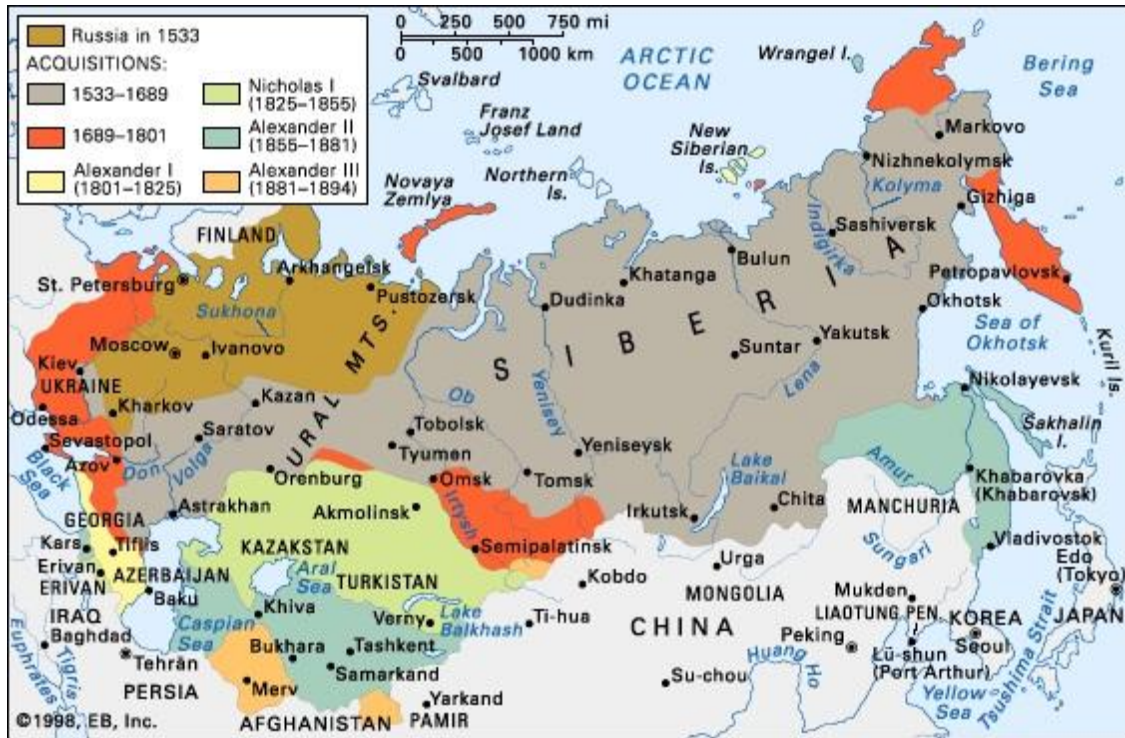 Russia in 1533
ACQUISITIONS:
1533–1689
1689–1801
Alexander I
(1801–1825)
Nicholas I
(1825–1855)
Alexander II
(1855–1881)
Alexander III
(1881–1894)
0 250 500 750 mi
0 500 1000 km
Svalbard
Franz
Josef Land
Novaya
Zemlya
Northern
Is.
ARCTIC
OCEAN
Wrangel I.
Bering
Sea
New
Siberian
Is.
Markovo
Nizhnekolymsk
Kolyma
Gizhiga
Indigirka
Sashiversk
Petropavlovsk
FINLAND
St. Petersburg
Arkhangelsk
Pustozersk
Sukhona
Moscow
Ivanovo
Kiev
UKRAINE
Kharkov
Odessa
Sevastopol
Azov
Black
Sea
Don
Volga
Kazan
Saratov
URAL MTS.
Ob
Tobolsk
Tyumen
Orenburg
Omsk
Irtysh
Tomsk
Yenisey
Yeniseysk
Dudinka
Khatanga
Bulun
SIBERIA
Suntar
Yakutsk
Lena
Okhotsk
Sea of
Okhotsk
Kuril Is.
Nikolayevsk
Sakhalin
I.
Amur
Khabarovka
(Khabarovsk)
Lake
Baikal
Irkutsk
Chita
MANCHURIA
Sungari
Vladivostok
Edo
(Tokyo)
JAPAN
Astrakhan
GEORGIA
Kars
Tiflis
Erivan
ERIVAN
AZERBAIJAN
Baku
IRAQ
Baghdad
Euphrates
Tigris
Tehrān
PERSIA
Caspian
Sea
KAZAKSTAN
Akmolinsk
Aral
Sea
TURKISTAN
Semipalatinsk
Khiva
Verny
Lake
Balkhash
Bukhara
Tashkent
Samarkand
Merv
AFGHANISTAN
Yarkand
PAMIR
Kobdo
Ti-hua
Urga
MONGOLIA
CHINA
Su-chou
Huang Ho
Peking
Mukden
LIAOTUNG PEN.
Lü-shun
(Port Arthur)
KOREA
Seoul
Yellow
Sea
Tsushima Strait
©1998, EB, Inc.